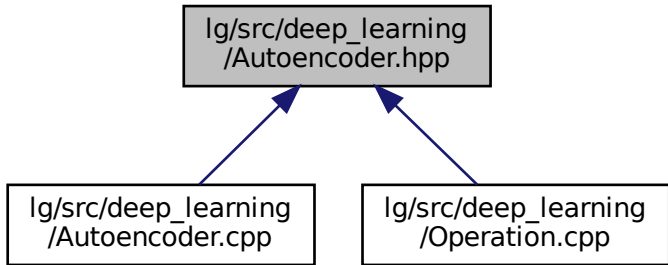 lg/src/deep_learning
/Autoencoder.hpp
lg/src/deep_learning
/Autoencoder.cpp
lg/src/deep_learning
/Operation.cpp